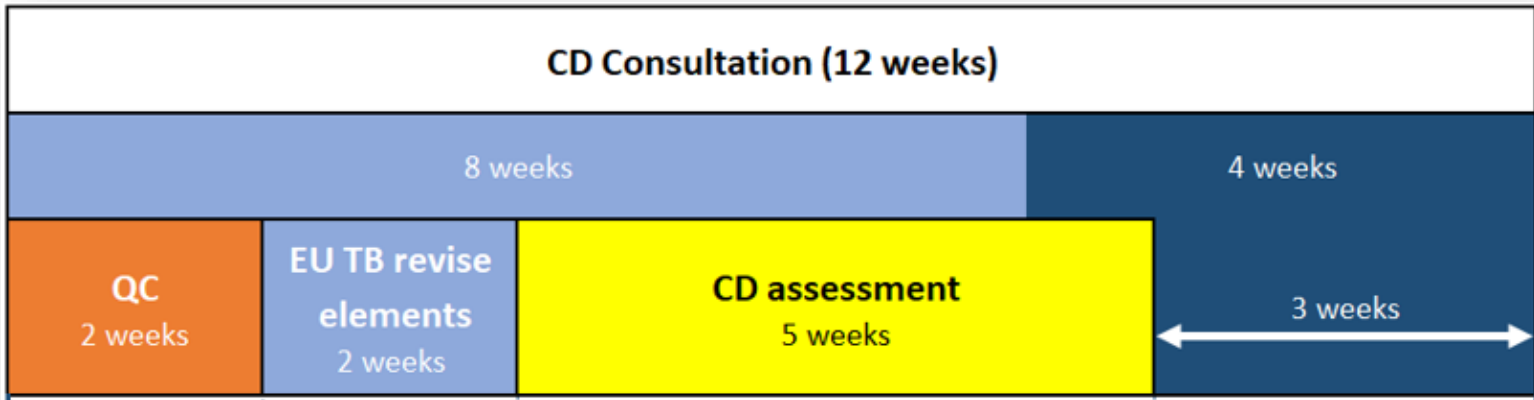 CD Consultation (12 weeks)
8 weeks
4 weeks
QC
2 weeks
EU TB revise
elements
2 weeks
CD assessment
5 weeks
3 weeks